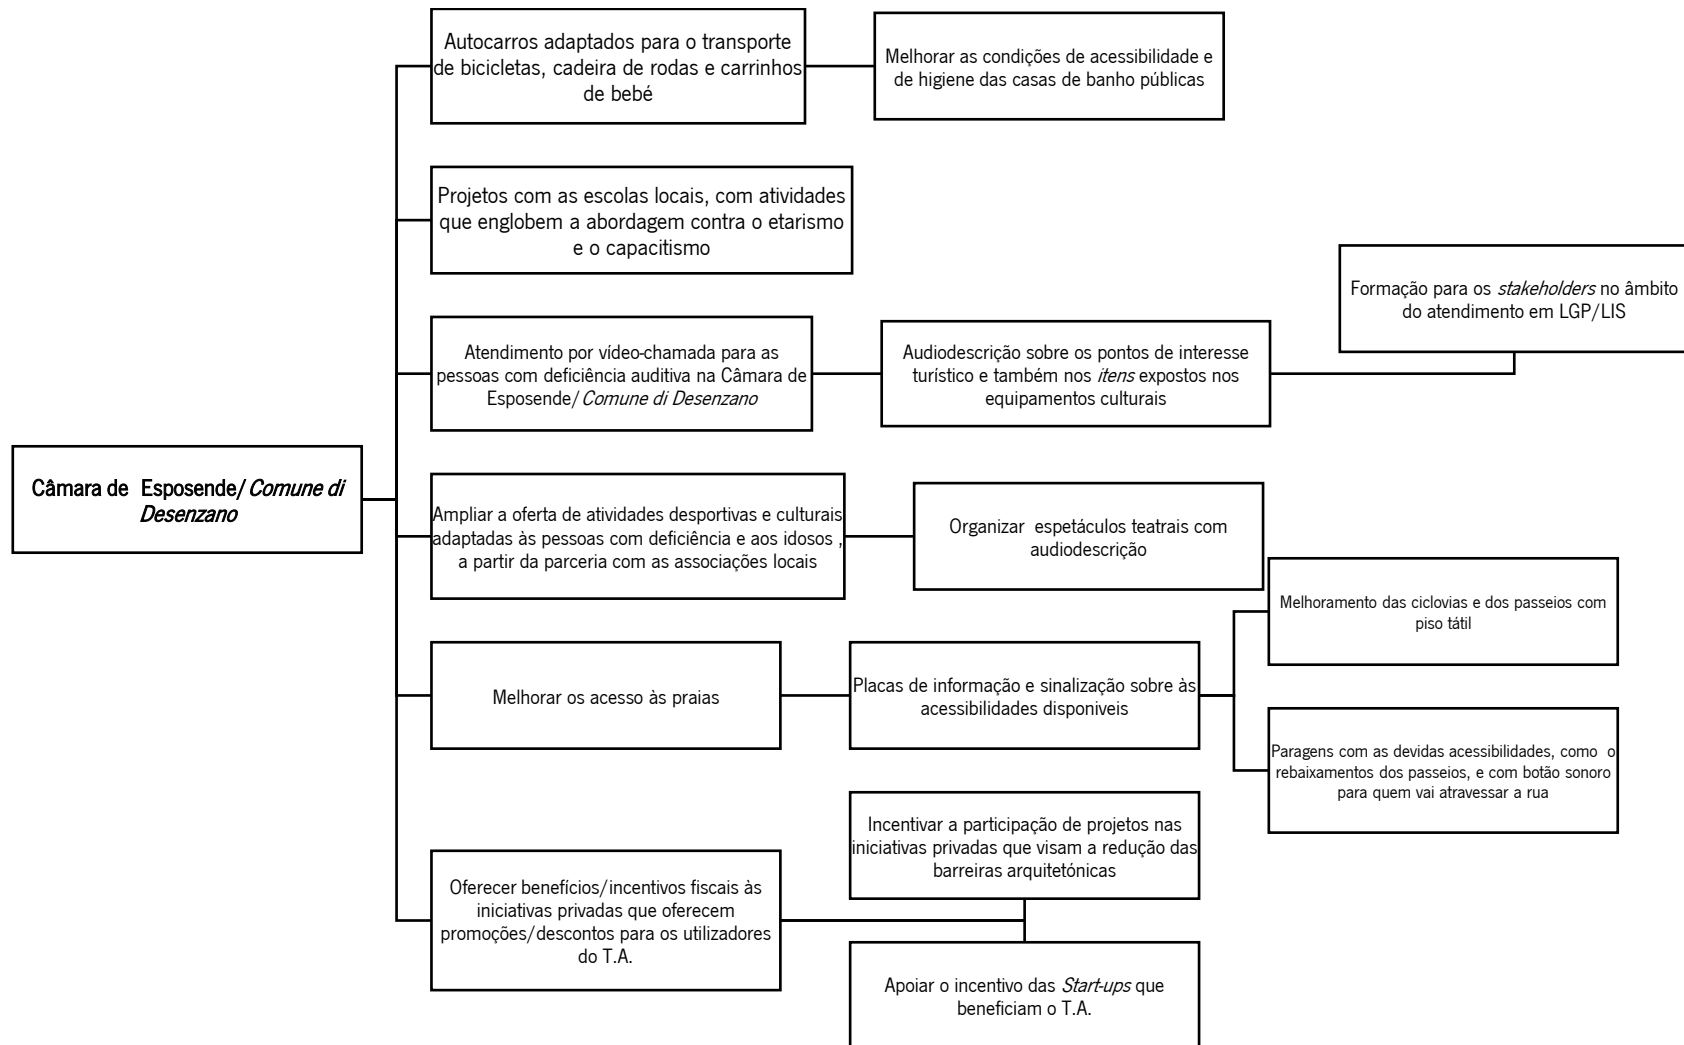 Autocarros adaptados para o transporte
de bicicletas, cadeira de rodas e carrinhos
de bebé
Melhorar as condições de acessibilidade e
de higiene das casas de banho públicas
Projetos com as escolas locais, com atividades
que englobem a abordagem contra o etarismo
e o capacitismo
Formação para os stakeholders no âmbito
do atendimento em LGP/LIS
Atendimento por vídeo-chamada para as
pessoas com deficiência auditiva na Câmara de
Esposende/ Comune di Desenzano
Audiodescrição sobre os pontos de interesse
turístico e também nos itens expostos nos
equipamentos culturais
Câmara de Esposende/ Comune di
Desenzano
Ampliar a oferta de atividades desportivas e culturais
adaptadas às pessoas com deficiência e aos idosos ,
a partir da parceria com as associações locais
Organizar espetáculos teatrais com
audiodescrição
Melhoramento das ciclovias e dos passeios com
piso tátil
Melhorar os acesso às praias
Placas de informação e sinalização sobre às
acessibilidades disponiveis
Paragens com as devidas acessibilidades, como o
rebaixamentos dos passeios, e com botão sonoro
para quem vai atravessar a rua
Incentivar a participação de projetos nas
iniciativas privadas que visam a redução das
barreiras arquitetónicas
Oferecer benefícios/incentivos fiscais às
iniciativas privadas que oferecem
promoções/descontos para os utilizadores
do T.A.
Apoiar o incentivo das Start-ups que
beneficiam o T.A.